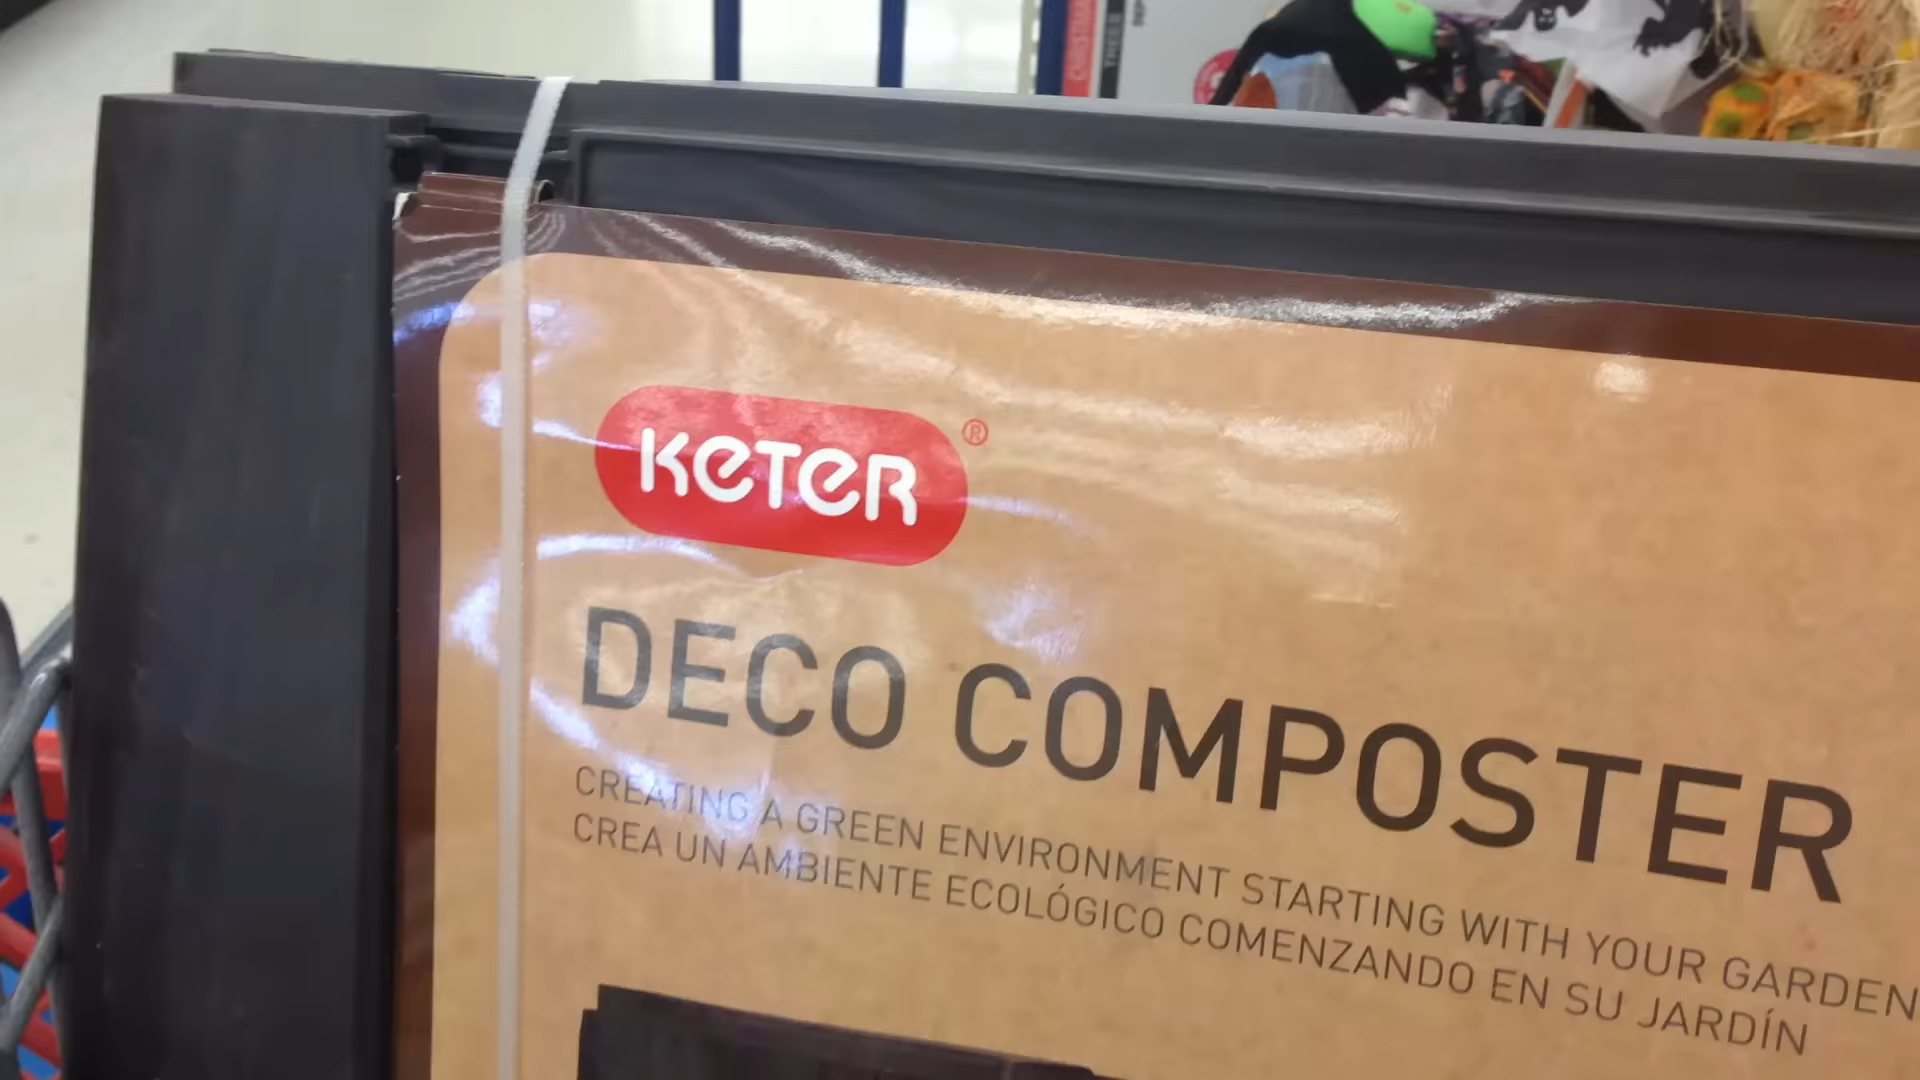 KETER®
DECO COMPOSTER
CREATING A GREEN ENVIRONMENT STARTING WITH YOUR GARDEN
CREA UN AMBIENTE ECOLÓGICO COMENZANDO EN SU JARDÍN